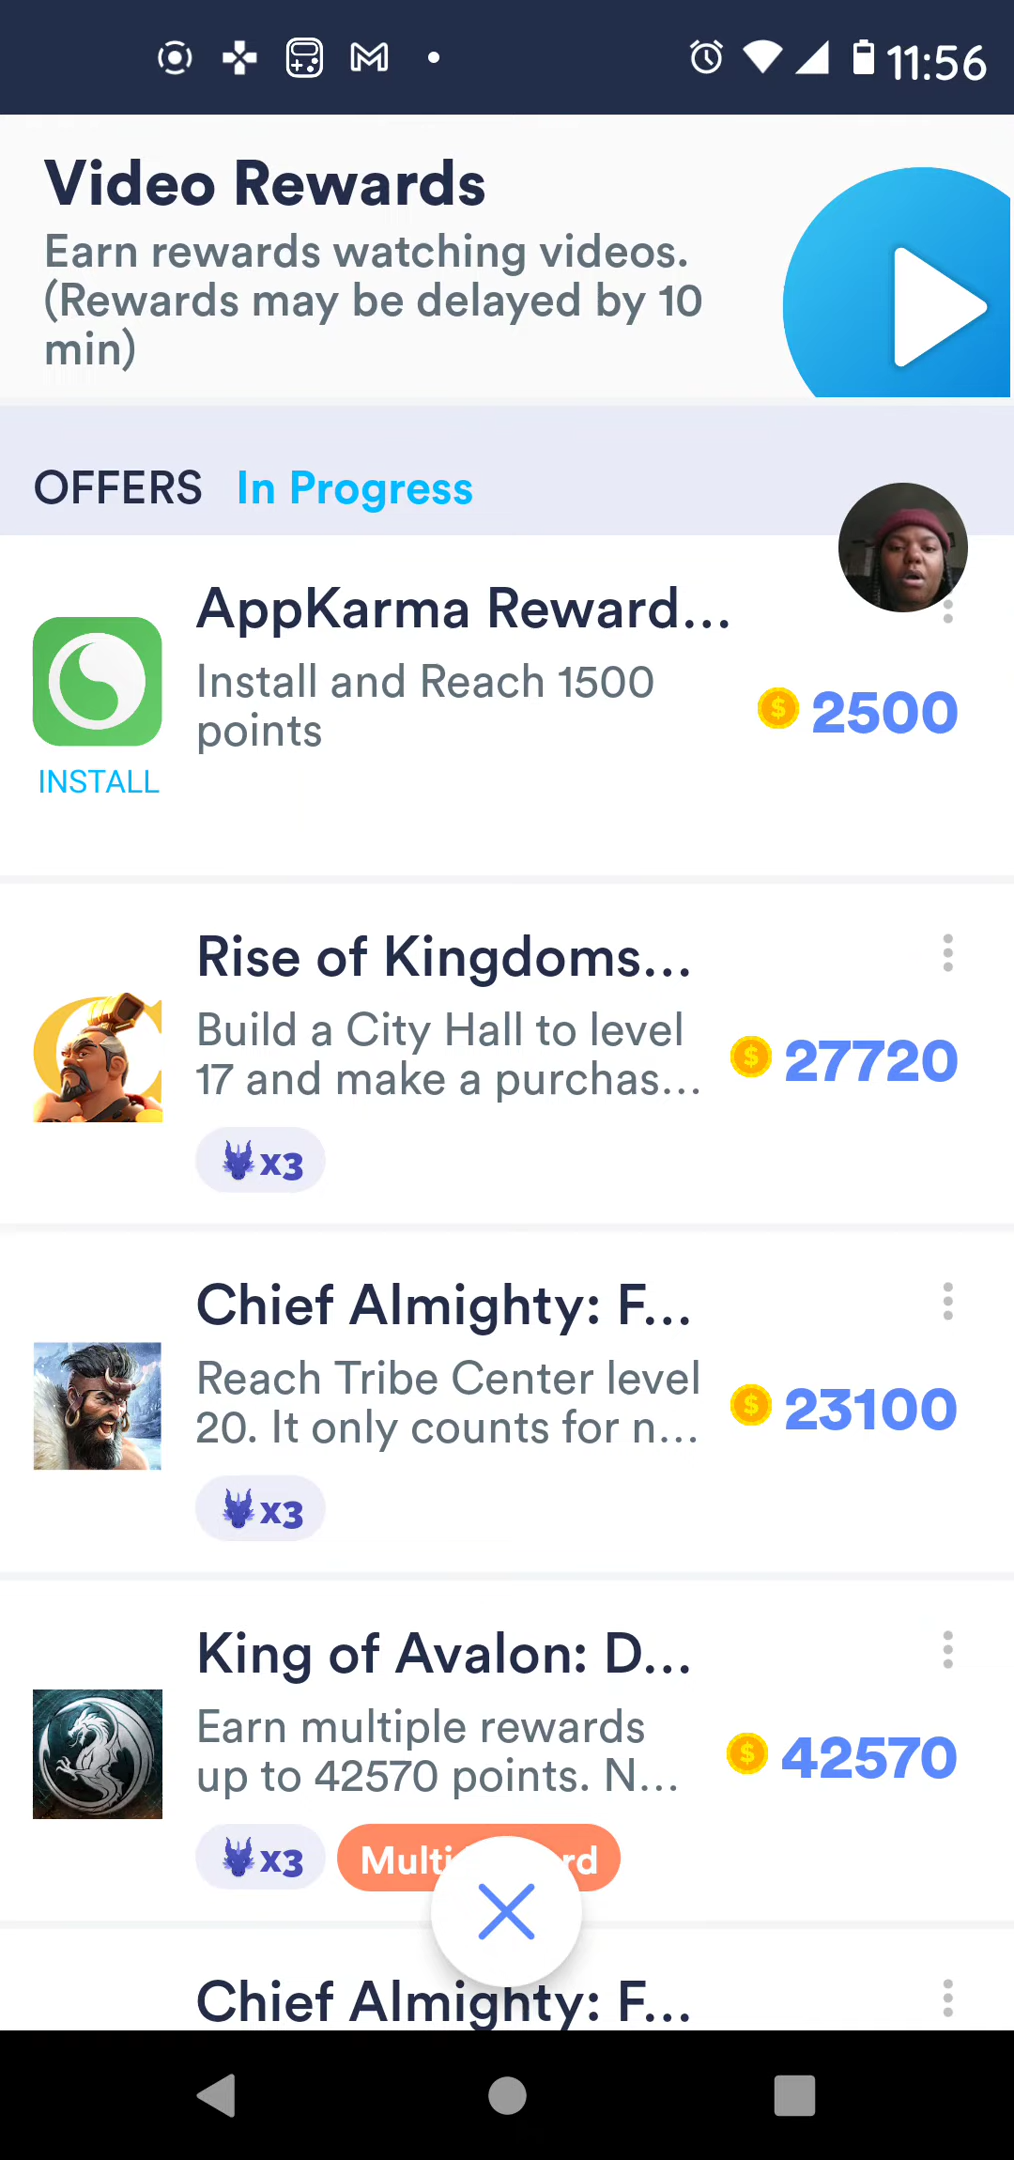 11:56
Video Rewards
Earn rewards watching videos.
(Rewards may be delayed by 10
min)
OFFERS In Progress
AppKarma Reward...
Install and Reach 1500
points
2500
INSTALL
Rise of Kingdoms...
Build a City Hall to level
17 and make a purchas...
27720
x3
Chief Almighty: F...
Reach Tribe Center level
20. It only counts for n...
23100
x3
King of Avalon: D...
Earn multiple rewards
up to 42570 points. N...
42570
x3
Chief Almighty: F...